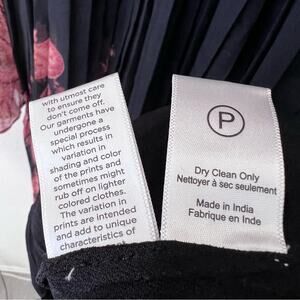 with utmost care
to ensure they
don't come off.
Our garments have
undergone a
special process
which results in
variation in
shading and color
of the prints and
sometimes might
rub off on lighter
colored clothes.
The variation in
prints are intended
and add to unique
characteristics of
P
Dry Clean Only
Nettoyer à sec seulement
Made in India
Fabrique en Inde